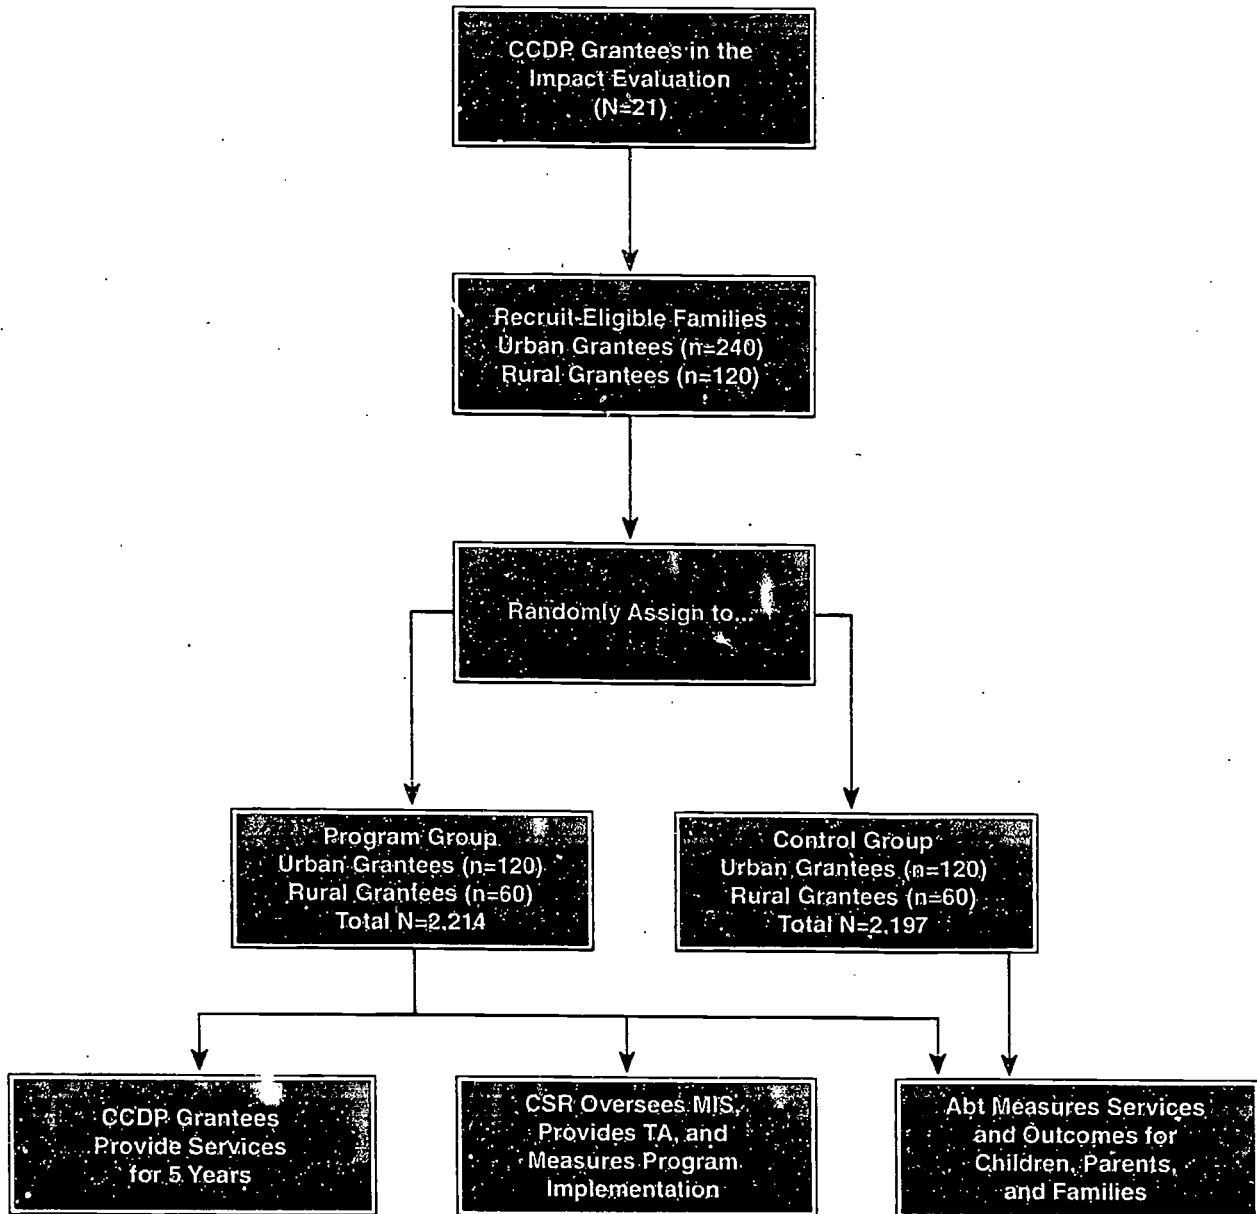 CCDP Grantees in the
Impact Evaluation
(N=21)
Recruit-Eligible Families
Urban Grantees (n=240)
Rural Grantees (n=120)
Randomly Assign to...
Program Group
Urban Grantees (n=120)
Rural Grantees (n=60)
Total N=2,214
Control Group
Urban Grantees (n=120)
Rural Grantees (n=60)
Total N=2,197
CCDP Grantees
Provide Services
for 5 Years
CSR Oversees MIS,
Provides TA, and
Measures Program
Implementation
Abt Measures Services
and Outcomes for
Children, Parents,
and Families